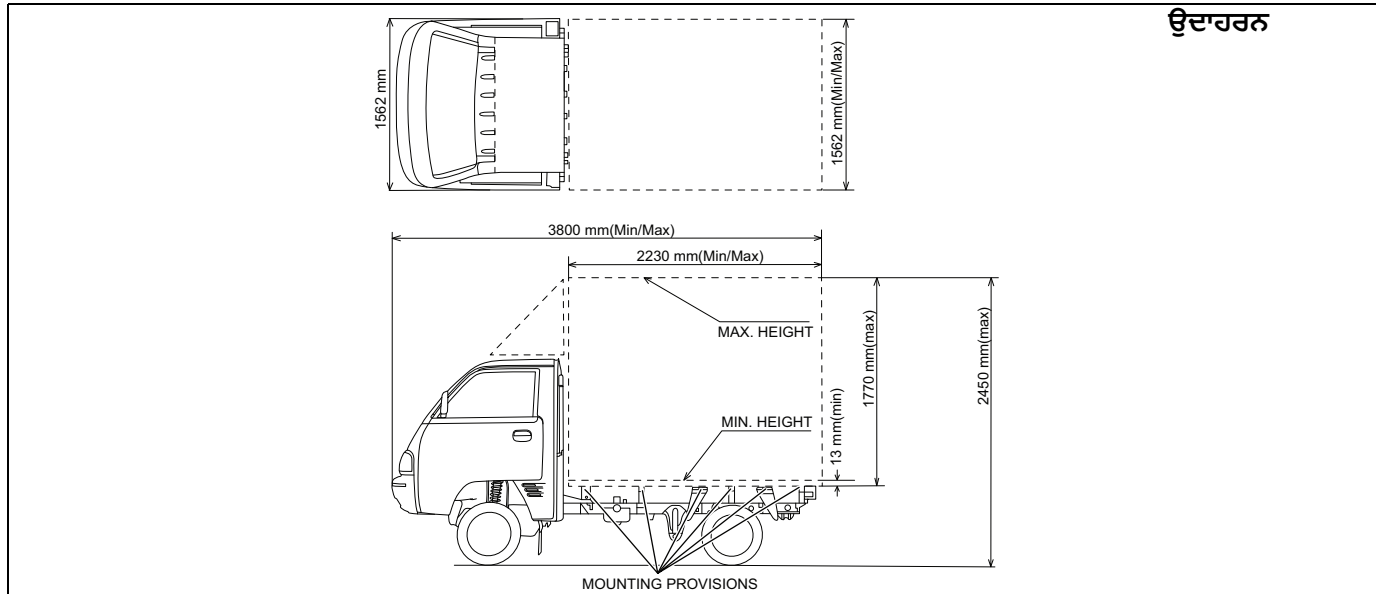 ਉਦਾਹਰਨ
1562 mm
1562 mm(Min/Max)
3800 mm(Min/Max)
2230 mm(Min/Max)
MAX. HEIGHT
MIN. HEIGHT
13 mm(min)
1770 mm(max)
2450 mm(max)
MOUNTING PROVISIONS